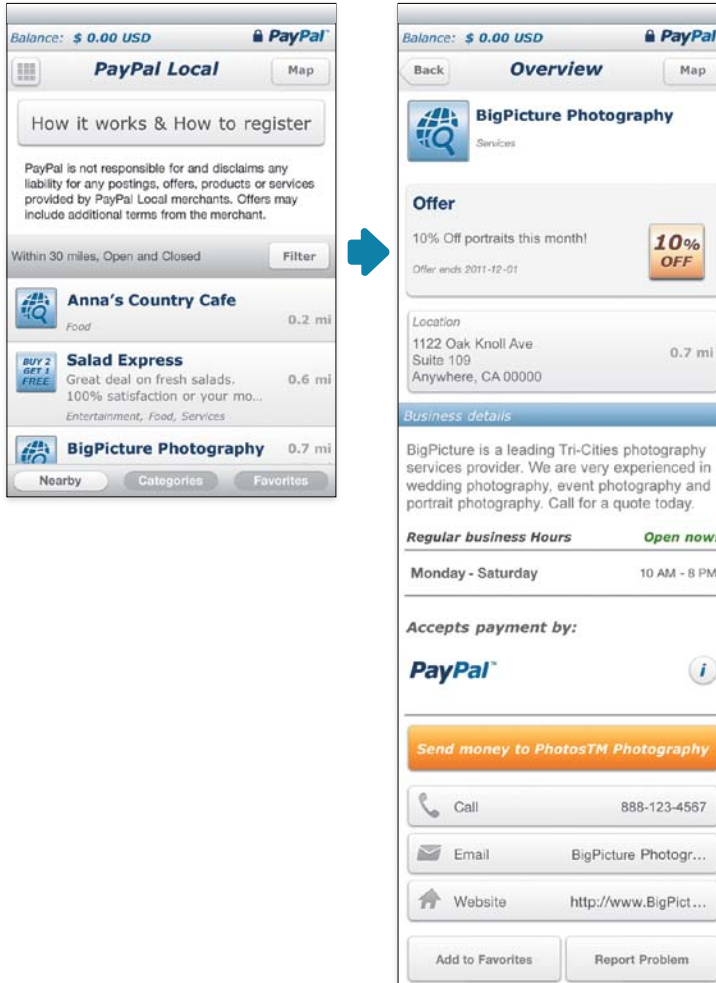 Balance: $ 0.00 USD
PayPal™
PayPal Local
Map
How it works & How to register
PayPal is not responsible for and disclaims any
liability for any postings, offers, products or services
provided by PayPal Local merchants. Offers may
include additional terms from the merchant.
Within 30 miles, Open and Closed
Filter
Anna's Country Cafe
Food
0.2 mi
BUY 2
GET 1
FREE
Salad Express
Great deal on fresh salads.
100% satisfaction or your mo...
Entertainment, Food, Services
0.6 mi
BigPicture Photography
0.7 mi
Nearby
Categories
Favorites
Balance: $ 0.00 USD
PayPal
Back
Overview
Map
BigPicture Photography
Services
Offer
10% Off portraits this month!
Offer ends 2011-12-01
10%
OFF
Location
1122 Oak Knoll Ave
Suite 109
Anywhere, CA 00000
0.7 mi
Business details
BigPicture is a leading Tri-Cities photography
services provider. We are very experienced in
wedding photography, event photography and
portrait photography. Call for a quote today.
Regular business Hours
Open now!
Monday - Saturday
10 AM - 8 PM
Accepts payment by:
PayPal™
i
Send money to PhotosTM Photography
Call
888-123-4567
Email
BigPicture Photogr...
Website
http://www.BigPict...
Add to Favorites
Report Problem